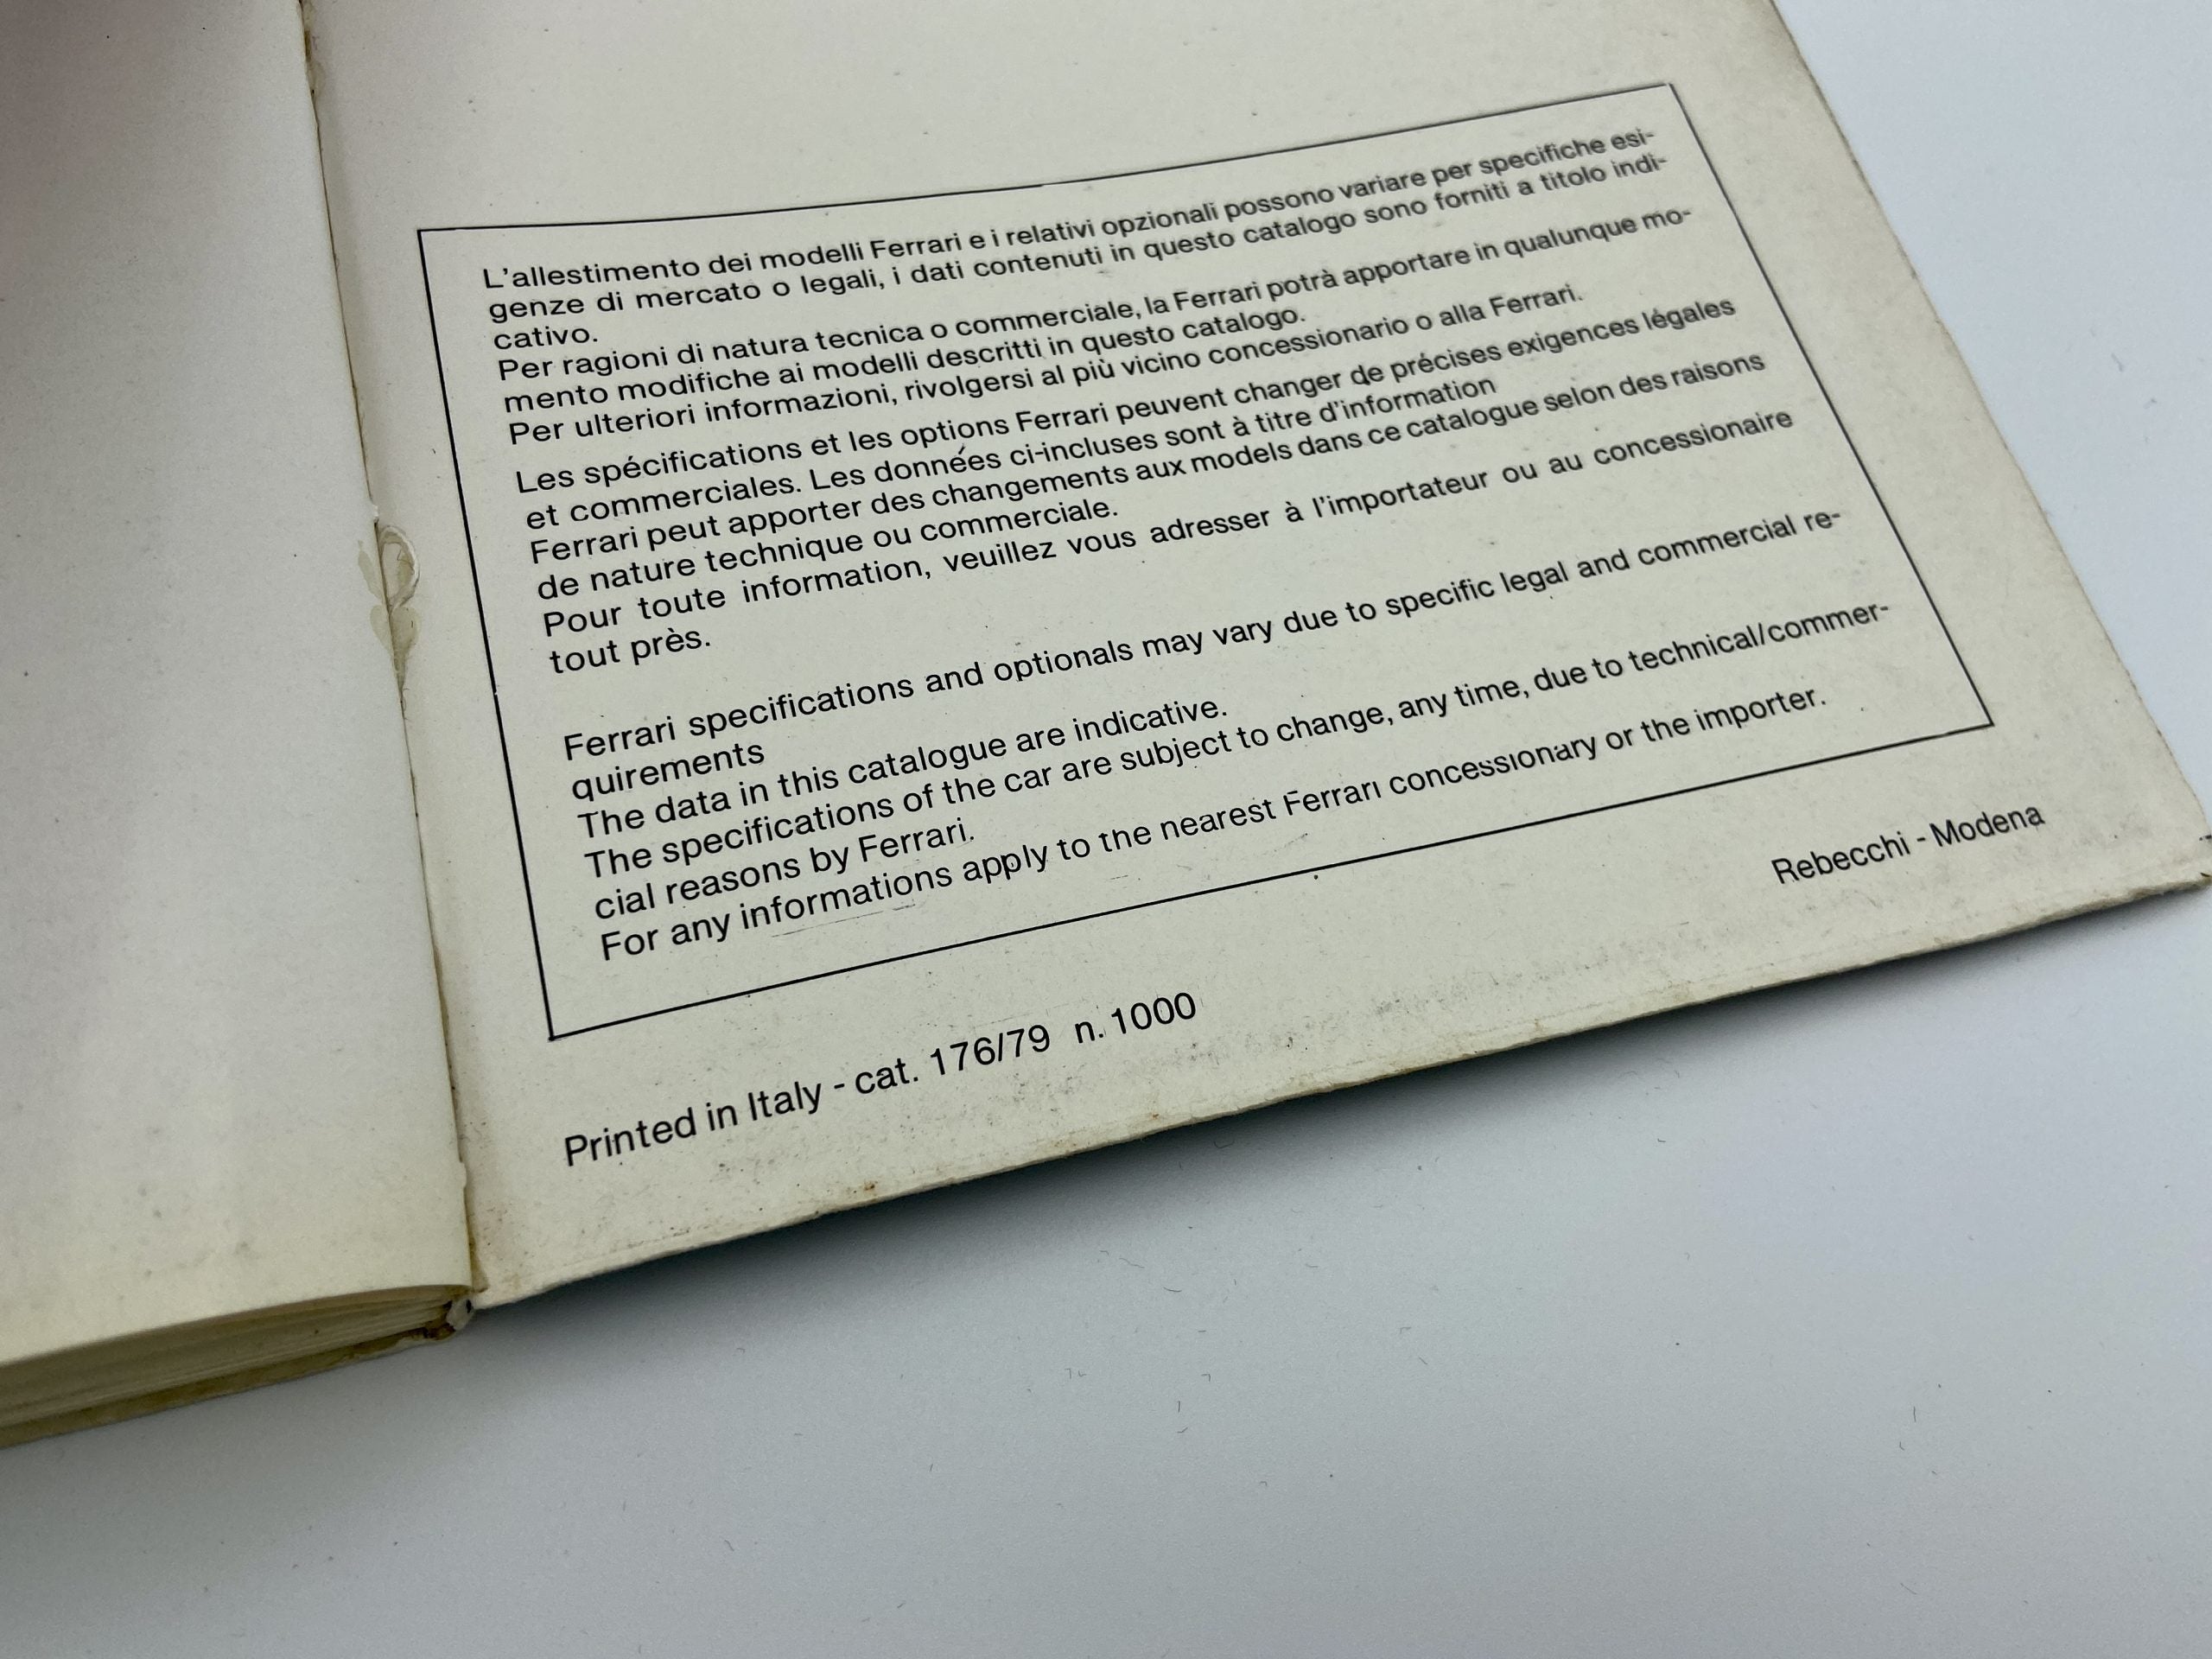 L'allestimento dei modelli Ferrari e i relativi opzionali possono variare per specifiche esi-
genze di mercato o legali, i dati contenuti in questo catalogo sono forniti a titolo indi-
cativo.
Per ragioni di natura tecnica o commerciale, la Ferrari potrà apportare in qualunque mo-
mento modifiche ai modelli descritti in questo catalogo.
Per ulteriori informazioni, rivolgersi al più vicino concessionario o alla Ferrari.
Les spécifications et les options Ferrari peuvent changer de précises exigences légales
et commerciales. Les données ci-incluses sont à titre d'information
Ferrari peut apporter des changements aux models dans ce catalogue selon des raisons
de nature technique ou commerciale.
Pour toute information, veuillez vous adresser à l'importateur ou au concessionaire
tout près.
Ferrari specifications and optionals may vary due to specific legal and commercial re-
quirements
The data in this catalogue are indicative.
The specifications of the car are subject to change, any time, due to technical/commer-
cial reasons by Ferrari.
For any informations apply to the nearest Ferrari concessionary or the importer.
Rebecchi - Modena
Printed in Italy - cat. 176/79 n. 1000